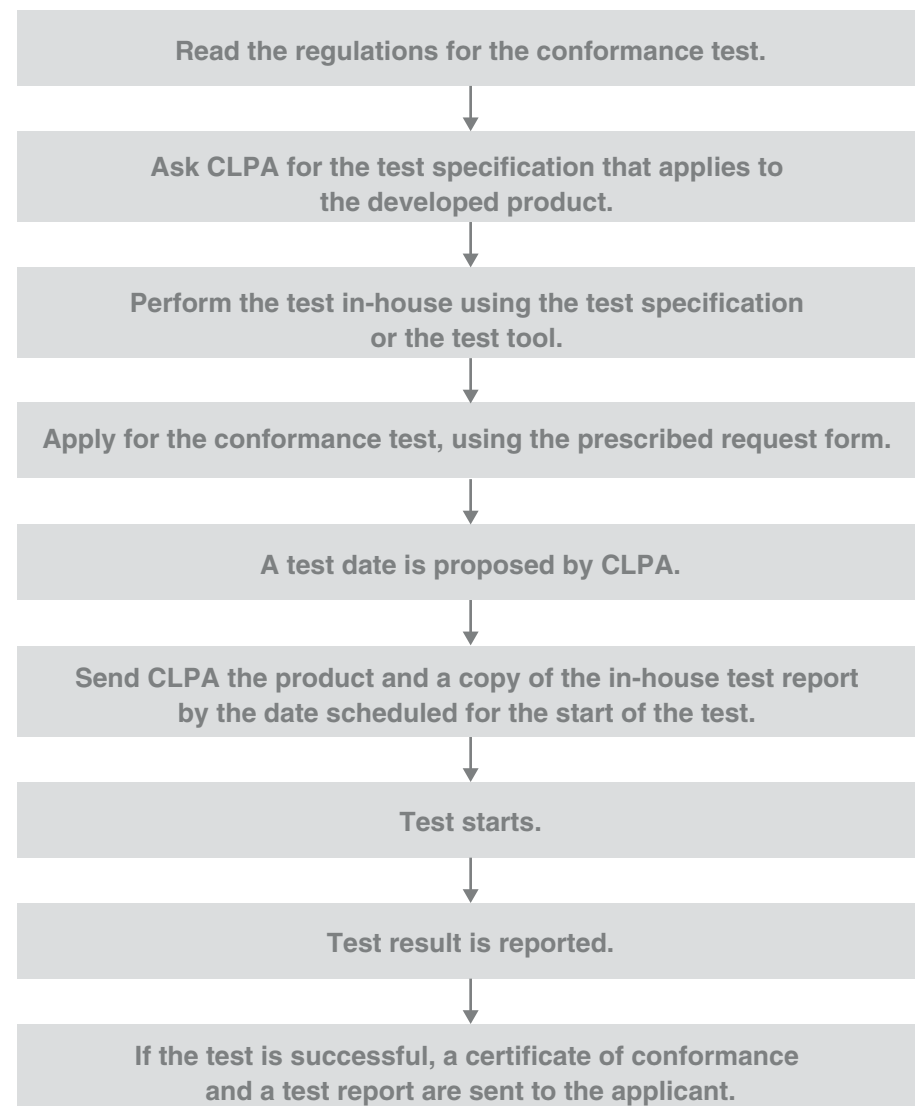 Read the regulations for the conformance test.
Ask CLPA for the test specification that applies to
the developed product.
Perform the test in-house using the test specification
or the test tool.
Apply for the conformance test, using the prescribed request form.
A test date is proposed by CLPA.
Send CLPA the product and a copy of the in-house test report
by the date scheduled for the start of the test.
Test starts.
Test result is reported.
If the test is successful, a certificate of conformance
and a test report are sent to the applicant.